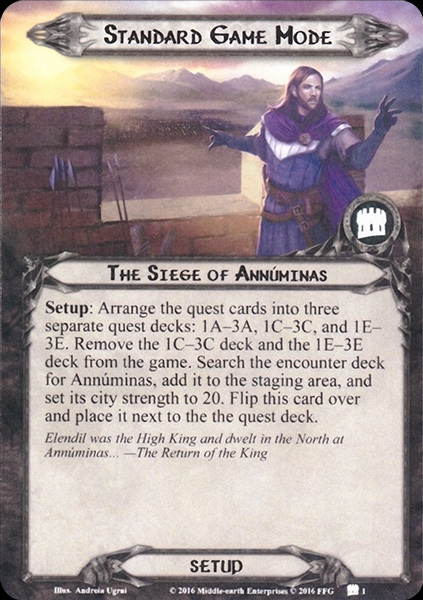 STANDARD GAME MODE
THE SIEGE OF ANNÚMINAS
Setup: Arrange the quest cards into three
separate quest decks: 1A–3A, 1C–3C, and 1E–
3E. Remove the 1C–3C deck and the 1E–3E
deck from the game. Search the encounter deck
for Annúminas, add it to the staging area, and
set its city strength to 20. Flip this card over
and place it next to the the quest deck.
Elendil was the High King and dwelt in the North at
Annúminas... —The Return of the King
SETUP
Illus. Andreia Ugrai
© 2016 Middle-earth Enterprises © 2016 FFG
1